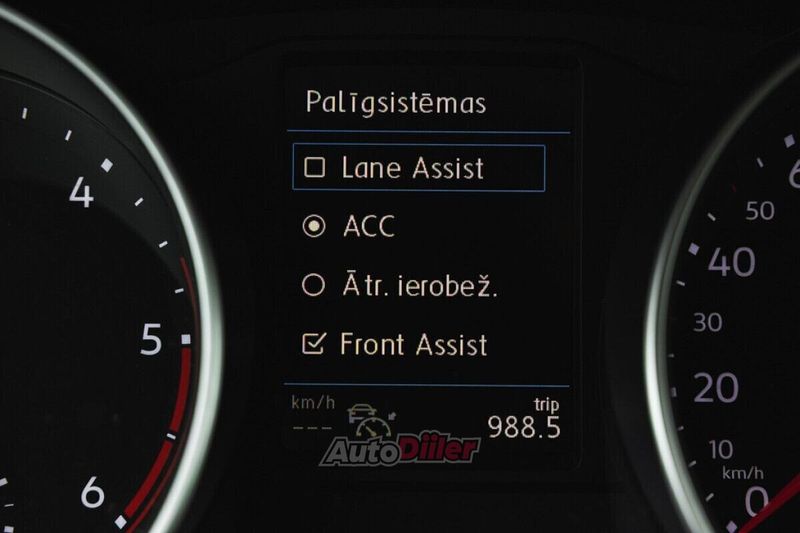 Palīgsistēmas
Lane Assist
ACC
Ātr. ierobež.
Front Assist
km/h
---
trip
988.5
AutoDiiler
4
5
6
50
40
30
20
10
km/h
0